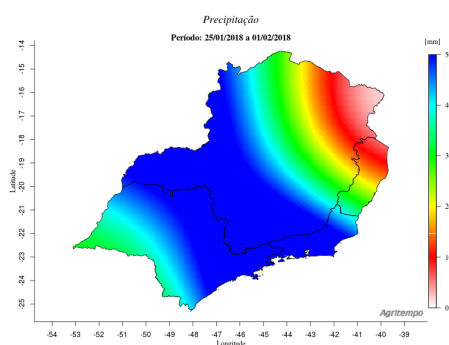 Precipitação
Período: 25/01/2018 a 01/02/2018
[mm]
-14
-15
-16
-17
-18
-19
-20
-21
-22
-23
-24
-25
Latitude
5
4
3
2
1
0
Agritempo
-54 -53 -52 -51 -50 -49 -48 -47 -46 -45 -44 -43 -42 -41 -40 -39
Longitude